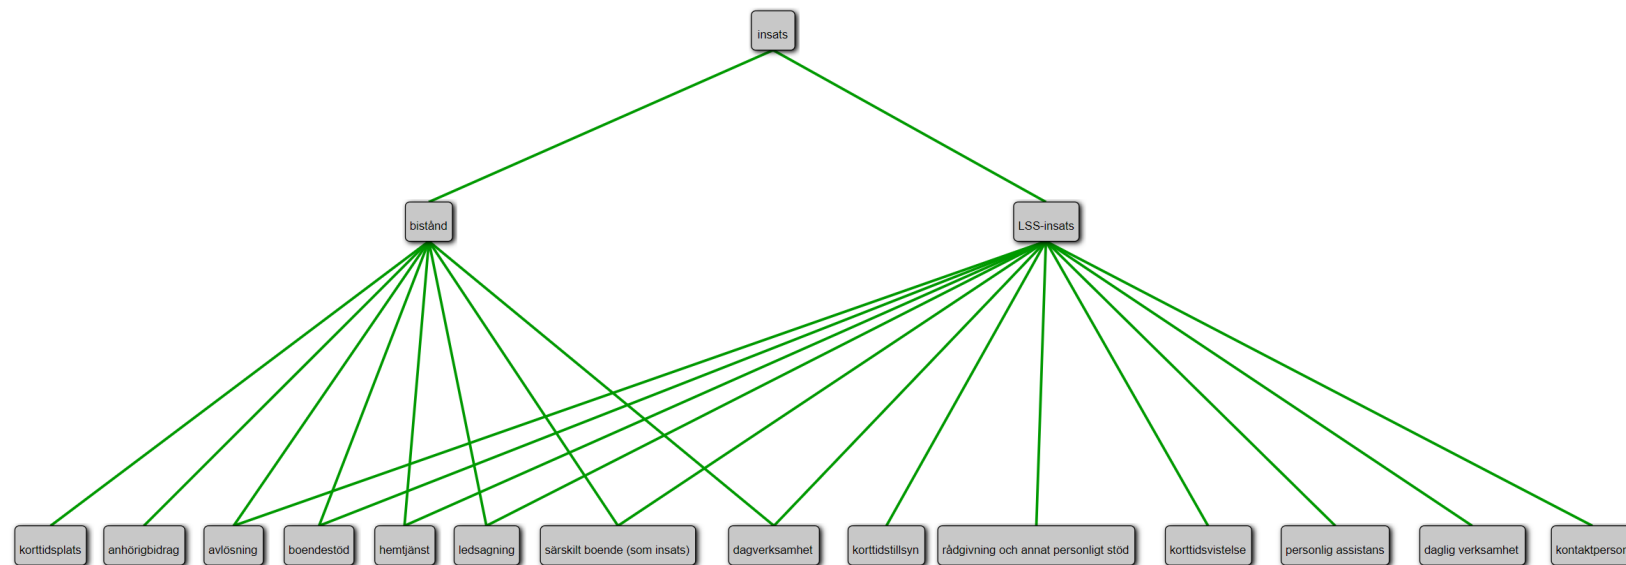 insats
bistånd
LSS-insats
korttidsplats
anhörigbidrag
avlösning
boendestöd
hemtjänst
ledsagning
särskilt boende (som insats)
dagverksamhet
korttidstillsyn
rådgivning och annat personligt stöd
korttidsvistelse
personlig assistans
daglig verksamhet
kontaktperson